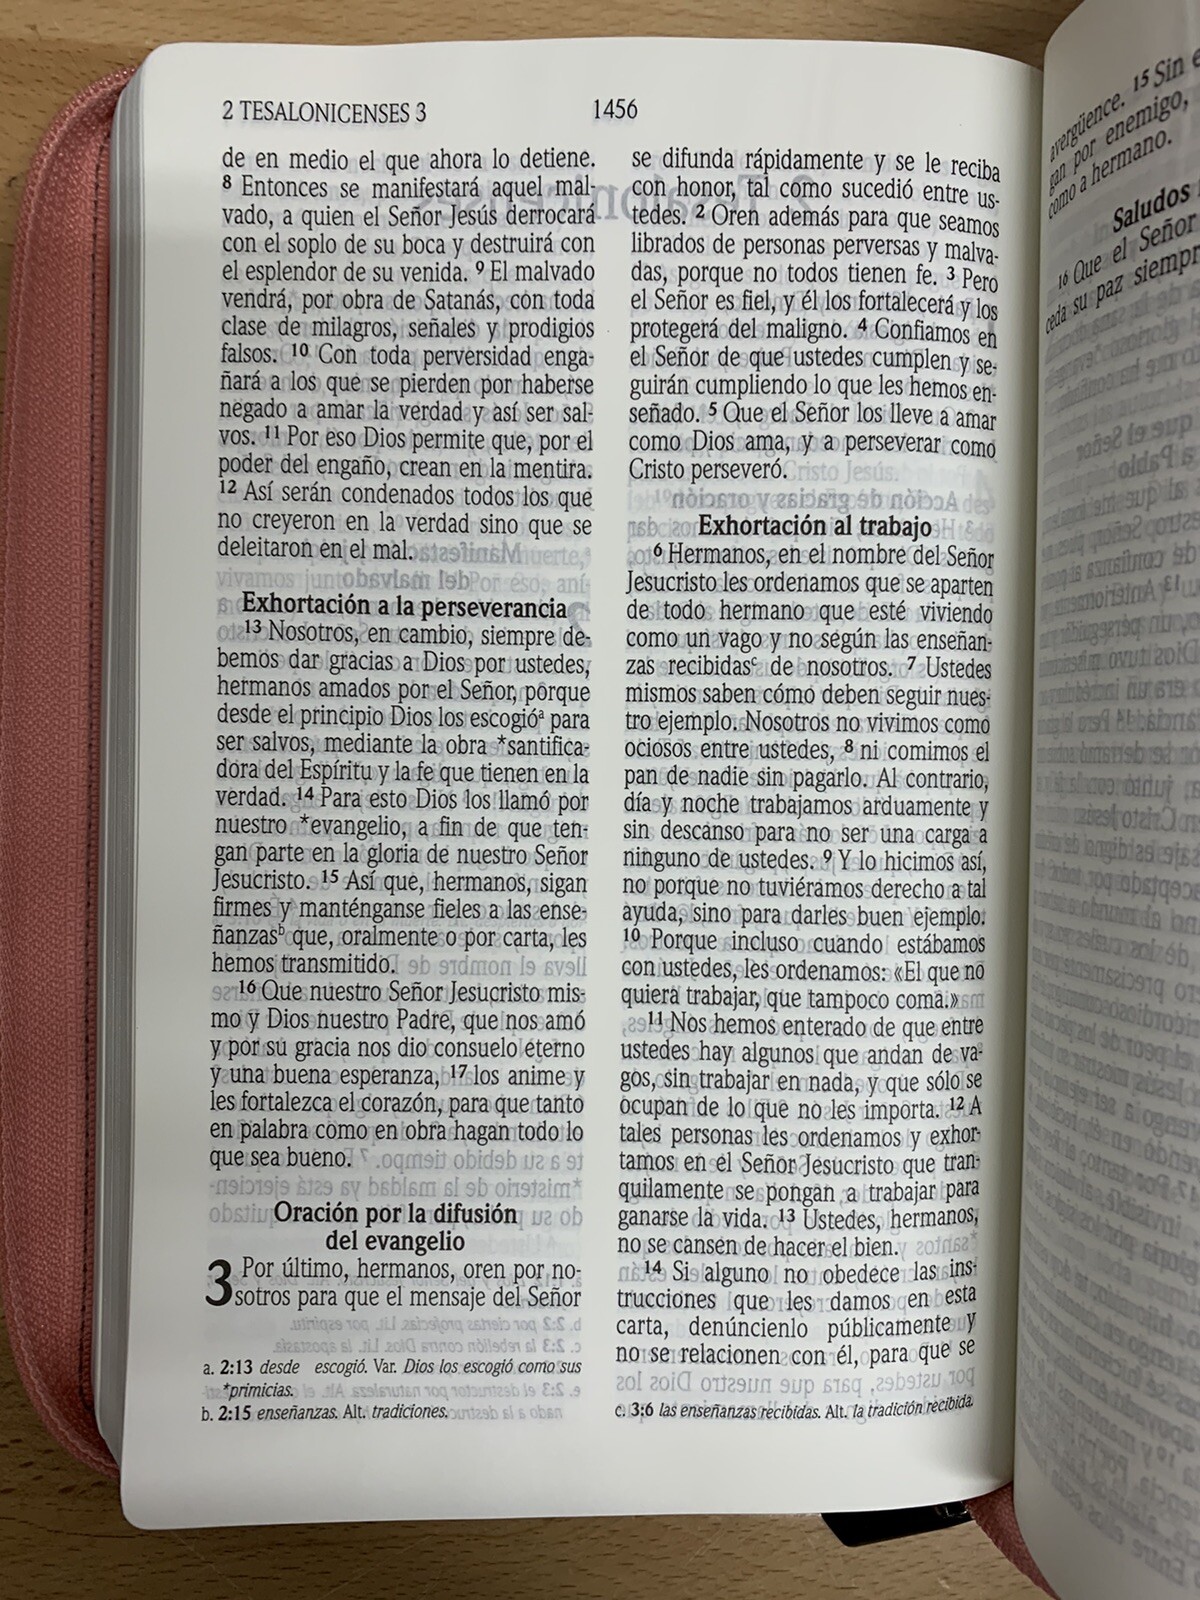 2 TESALONICENSES 3
1456
de en medio el que ahora lo detiene.
8 Entonces se manifestará aquel mal-
vado, a quien el Señor Jesús derrocará
con el soplo de su boca y destruirá con
el esplendor de su venida. 9 El malvado
vendrá, por obra de Satanás, con toda
clase de milagros, señales y prodigios
falsos. 10 Con toda perversidad enga-
ñará a los que se pierden por haberse
negado a amar la verdad y así ser sal-
vos. 11 Por eso Dios permite que, por el
poder del engaño, crean en la mentira.
12 Así serán condenados todos los que
no creyeron en la verdad sino que se
deleitaron en el mal.
Exhortación a la perseverancia
13 Nosotros, en cambio, siempre de-
bemos dar gracias a Dios por ustedes,
hermanos amados por el Señor, porque
desde el principio Dios los escogióa para
ser salvos, mediante la obra *santifica-
dora del Espíritu y la fe que tienen en la
verdad. 14 Para esto Dios los llamó por
nuestro *evangelio, a fin de que ten-
gan parte en la gloria de nuestro Señor
Jesucristo. 15 Así que, hermanos, sigan
firmes y manténganse fieles a las ense-
ñanzasb que, oralmente o por carta, les
hemos transmitido.
16 Que nuestro Señor Jesucristo mis-
mo y Dios nuestro Padre, que nos amó
y por su gracia nos dio consuelo eterno
y una buena esperanza, 17 los anime y
les fortalezca el corazón, para que tanto
en palabra como en obra hagan todo lo
que sea bueno.
Oración por la difusión
del evangelio
3 Por último, hermanos, oren por no-
sotros para que el mensaje del Señor
a. 2:13 desde escogió. Var. Dios los escogió como sus
*primicias.
b. 2:15 enseñanzas. Alt. tradiciones.
se difunda rápidamente y se le reciba
con honor, tal como sucedió entre us-
tedes. 2 Oren además para que seamos
librados de personas perversas y malva-
das, porque no todos tienen fe. 3 Pero
el Señor es fiel, y él los fortalecerá y los
protegerá del maligno. 4 Confiamos en
el Señor de que ustedes cumplen y se-
guirán cumpliendo lo que les hemos en-
señado. 5 Que el Señor los lleve a amar
como Dios ama, y a perseverar como
Cristo perseveró.
Exhortación al trabajo
6 Hermanos, en el nombre del Señor
Jesucristo les ordenamos que se aparten
de todo hermano que esté viviendo
como un vago y no según las enseñan-
zas recibidasc de nosotros. 7 Ustedes
mismos saben cómo deben seguir nues-
tro ejemplo. Nosotros no vivimos como
ociosos entre ustedes, 8 ni comimos el
pan de nadie sin pagarlo. Al contrario,
día y noche trabajamos arduamente y
sin descanso para no ser una carga a
ninguno de ustedes. 9 Y lo hicimos así,
no porque no tuviéramos derecho a tal
ayuda, sino para darles buen ejemplo.
10 Porque incluso cuando estábamos
con ustedes, les ordenamos: «El que no
quiera trabajar, que tampoco coma.»
11 Nos hemos enterado de que entre
ustedes hay algunos que andan de va-
gos, sin trabajar en nada, y que sólo se
ocupan de lo que no les importa. 12 A
tales personas les ordenamos y exhor-
tamos en el Señor Jesucristo que tran-
quilamente se pongan a trabajar para
ganarse la vida. 13 Ustedes, hermanos,
no se cansen de hacer el bien.
14 Si alguno no obedece las ins-
trucciones que les damos en esta
carta, denúncienlo públicamente y
no se relacionen con él, para que se
c. 3:6 las enseñanzas recibidas. Alt. la tradición recibida.
avergüence. 15 Sin
gan por enemigo,
como a hermano.
Saludos
16 Que el Señor
ceda su paz siempr